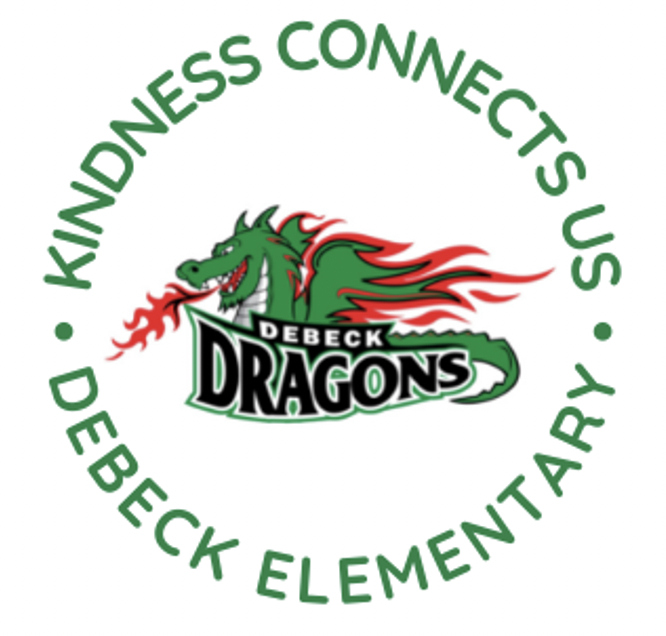 KINDNESS CONNECTS US
DEBECK
DRAGONS
• DEBECK ELEMENTARY •